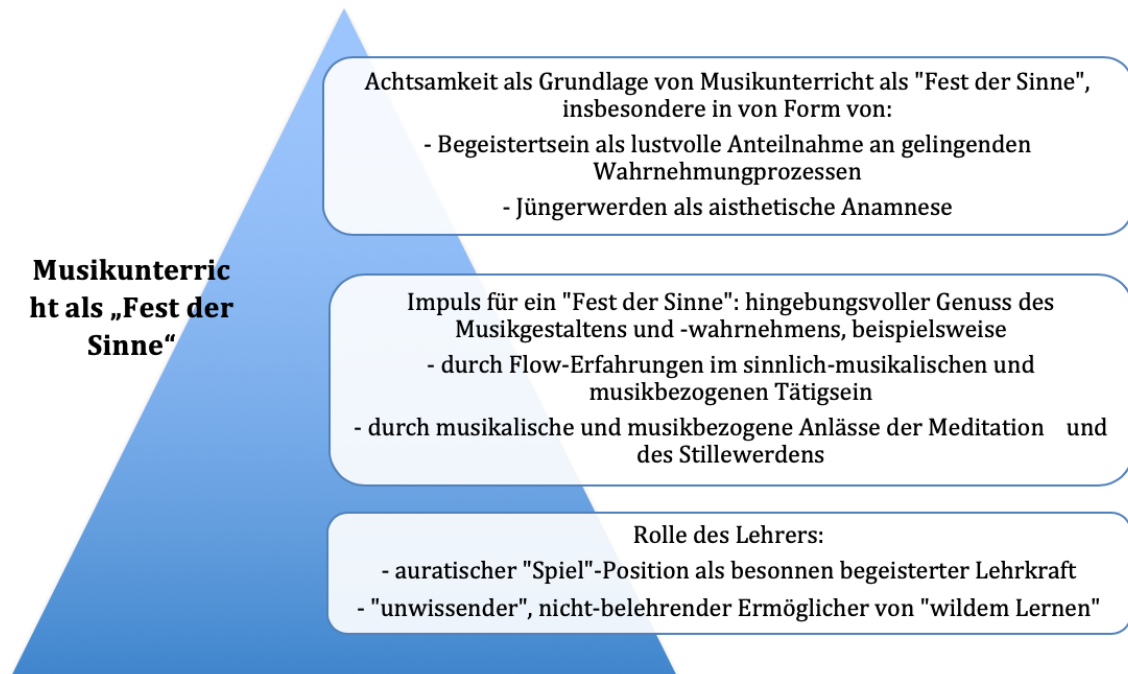 Musikunterric
ht als „Fest der
Sinne“
Achtsamkeit als Grundlage von Musikunterricht als "Fest der Sinne",
insbesondere in von Form von:
- Begeistertsein als lustvolle Anteilnahme an gelingenden
Wahrnehmungprozessen
- Jüngerwerden als aisthetische Anamnese
Impuls für ein "Fest der Sinne": hingebungsvoller Genuss des
Musikgestaltens und -wahrnehmens, beispielsweise
- durch Flow-Erfahrungen im sinnlich-musikalischen und
musikbezogenen Tätigsein
- durch musikalische und musikbezogene Anlässe der Meditation und
des Stillewerdens
Rolle des Lehrers:
- auratischer "Spiel"-Position als besonnen begeisterter Lehrkraft
- "unwissender", nicht-belehrender Ermöglicher von "wildem Lernen"